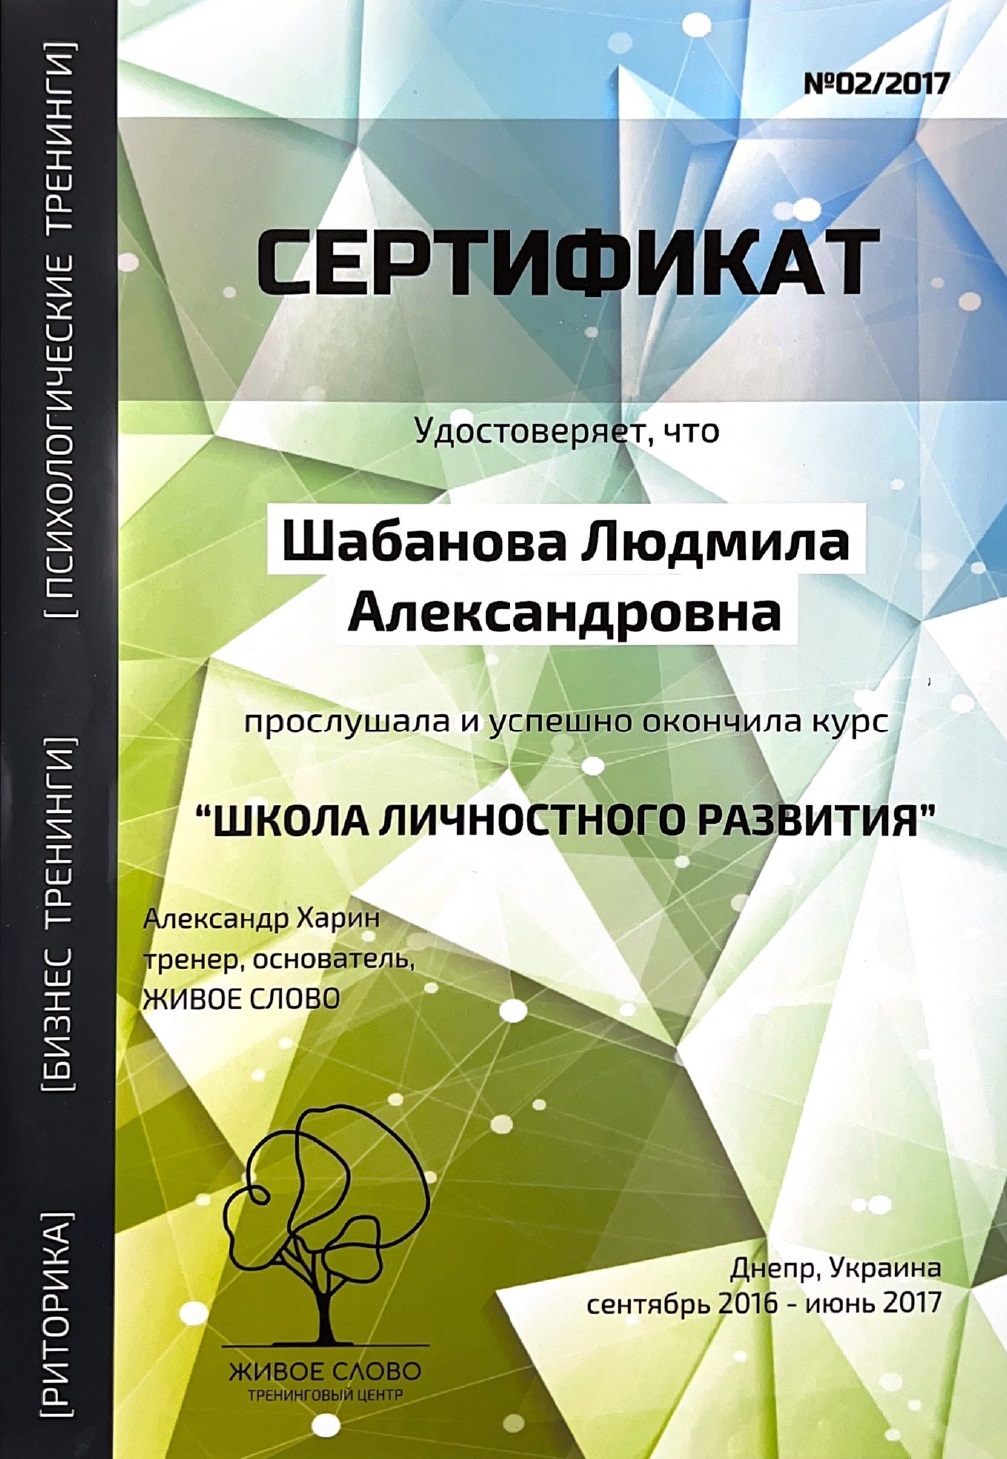 №02/2017
СЕРТИФИКАТ
Удостоверяет, что
Шабанова Людмила
Александровна
прослушала и успешно окончила курс
“ШКОЛА ЛИЧНОСТНОГО РАЗВИТИЯ”
Александр Харин
тренер, основатель,
ЖИВОЕ СЛОВО
ЖИВОЕ СЛОВО
ТРЕНИНГОВЫЙ ЦЕНТР
Днепр, Украина
сентябрь 2016 - июнь 2017
[РИТОРИКА]
[БИЗНЕС ТРЕНИНГИ]
[ ПСИХОЛОГИЧЕСКИЕ ТРЕНИНГИ]